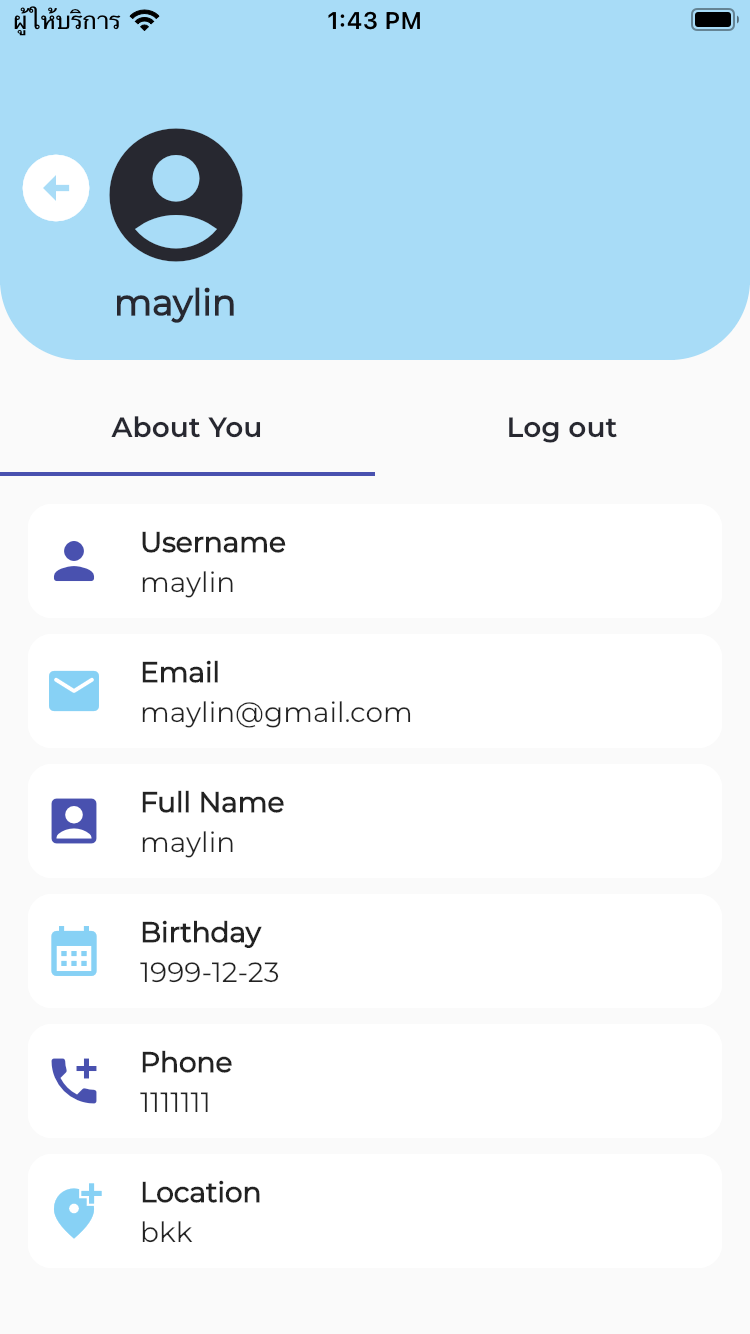 ผู้ให้บริการ 1:43 PM
maylin
About You Log out
Username
maylin
Email
maylin@gmail.com
Full Name
maylin
Birthday
1999-12-23
Phone
1111111
Location
bkk